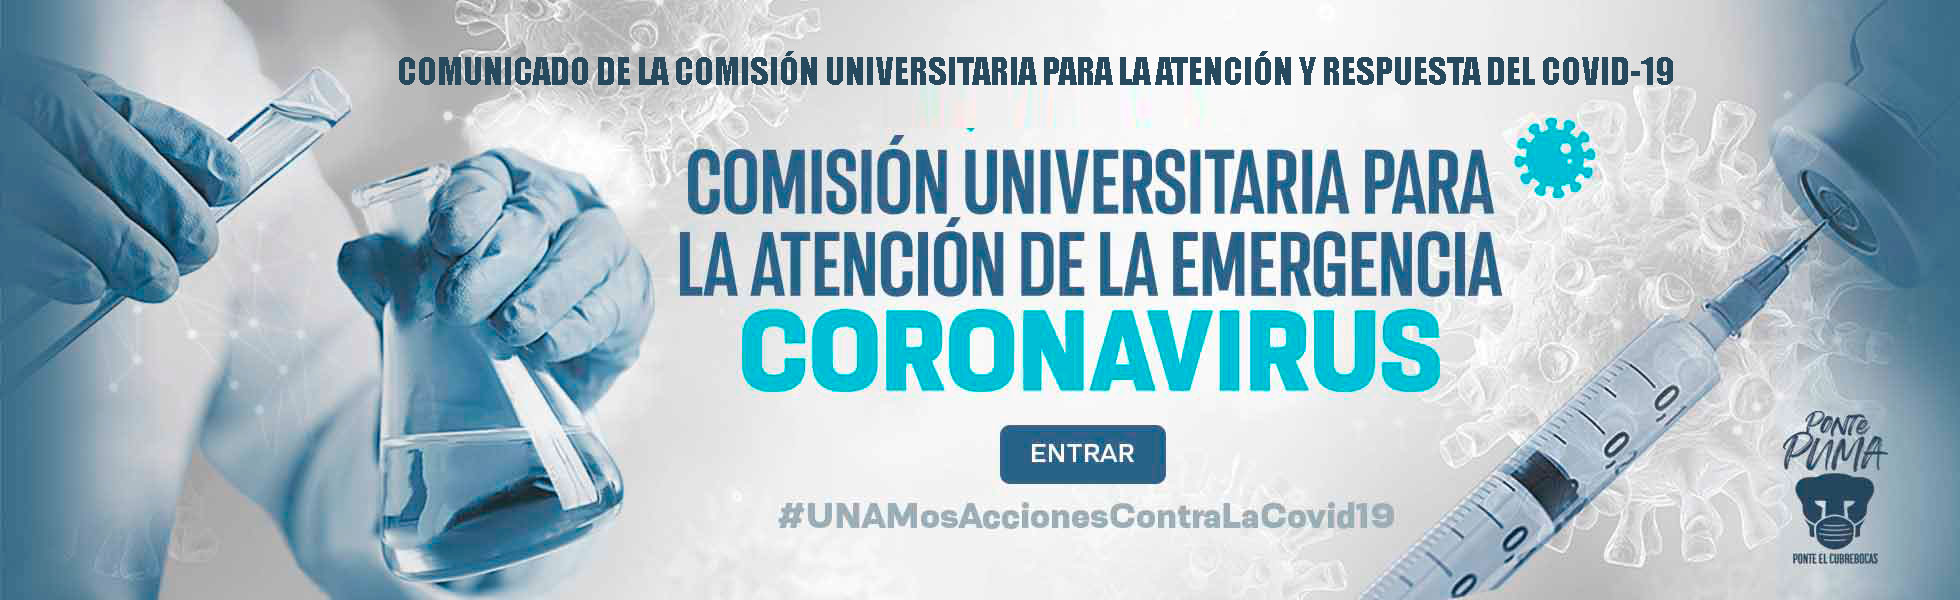 COMUNICADO DE LA COMISIÓN UNIVERSITARIA PARA LA ATENCIÓN Y RESPUESTA DEL COVID-19
COMISIÓN UNIVERSITARIA PARA
LA ATENCIÓN DE LA EMERGENCIA
CORONAVIRUS
ENTRAR
#UNAMosAccionesContraLaCovid19
PONTE
PUMA
PONTE EL CUBREBOCAS